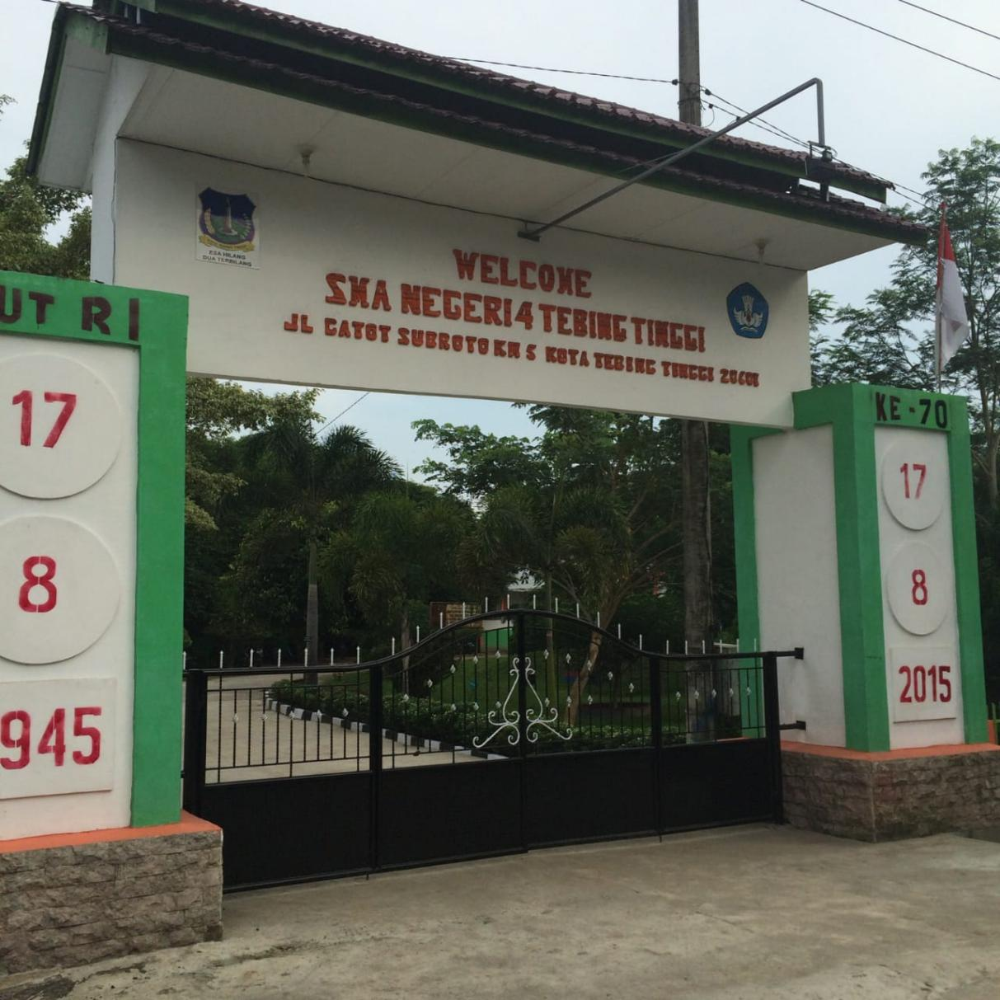 WELCOME
SMA NEGERI 4 TEBING TINGGI
JL GATOT SUBROTO KM 5 KOTA TEBING TINGGI
ESA HILANG
DUA TERBILANG
UT RI
17
8
945
KE-70
17
8
2015